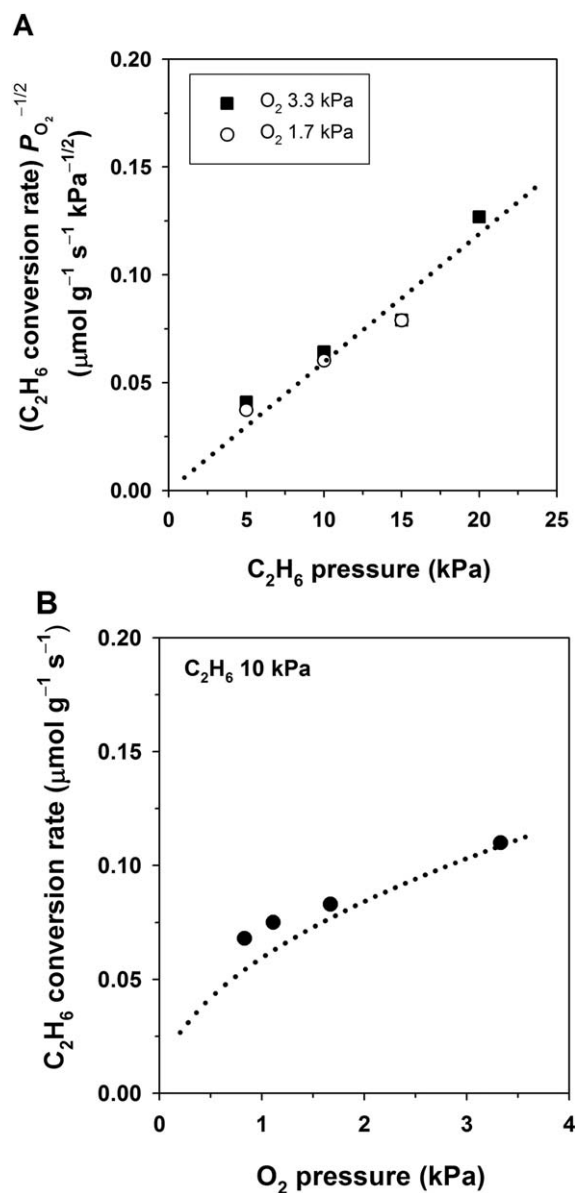 A
(C₂H₆ conversion rate) P_O₂⁻¹/²
(μmol g⁻¹ s⁻¹ kPa⁻¹/²)
0.20
0.15
0.10
0.05
0.00
O₂ 3.3 kPa
O₂ 1.7 kPa
0 5 10 15 20 25
C₂H₆ pressure (kPa)
B
C₂H₆ conversion rate (μmol g⁻¹ s⁻¹)
0.20
0.15
0.10
0.05
0.00
C₂H₆ 10 kPa
0 1 2 3 4
O₂ pressure (kPa)